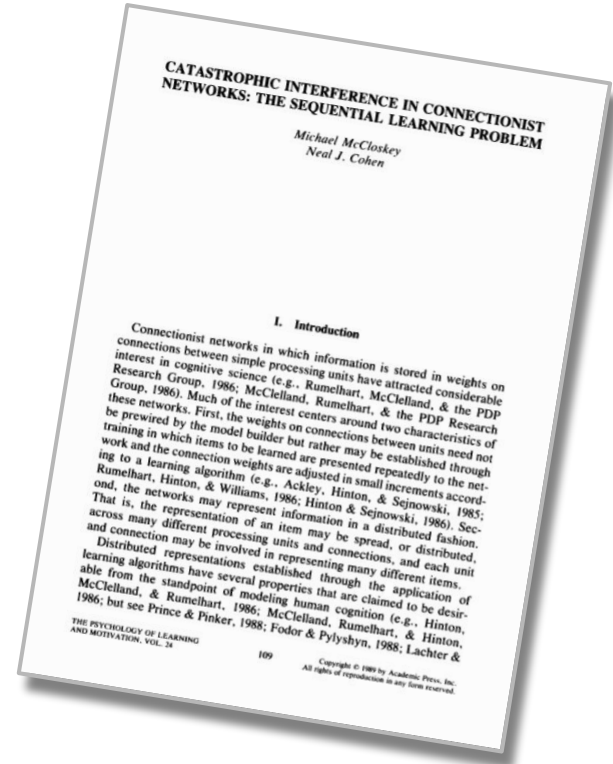 CATASTROPHIC INTERFERENCE IN CONNECTIONIST
NETWORKS: THE SEQUENTIAL LEARNING PROBLEM
Michael McCloskey
Neal J. Cohen
I. Introduction
Connectionist networks in which information is stored in weights on
connections between simple processing units have attracted considerable
interest in cognitive science (e.g., Rumelhart, McClelland, & the PDP
Research Group, 1986; McClelland, Rumelhart, & the PDP Research
Group, 1986). Much of the interest centers around two characteristics of
these networks. First, the weights on connections between units need not
be prewired by the model builder but rather may be established through
training in which items to be learned are presented repeatedly to the net-
work and the connection weights are adjusted in small increments accord-
ing to a learning algorithm (e.g., Ackley, Hinton, & Sejnowski, 1985;
Rumelhart, Hinton, & Williams, 1986; Hinton & Sejnowski, 1986). Sec-
ond, the networks may represent information in a distributed fashion.
That is, the representation of an item may be spread, or distributed,
across many different processing units and connections, and each unit
and connection may be involved in representing many different items.
Distributed representations established through the application of
learning algorithms have several properties that are claimed to be desir-
able from the standpoint of modeling human cognition (e.g., Hinton,
McClelland, & Rumelhart, 1986; McClelland, Rumelhart, & Hinton,
1986; but see Prince & Pinker, 1988; Fodor & Pylyshyn, 1988; Lachter &
THE PSYCHOLOGY OF LEARNING
AND MOTIVATION, VOL. 24
109
Copyright © 1989 by Academic Press, Inc.
All rights of reproduction in any form reserved.